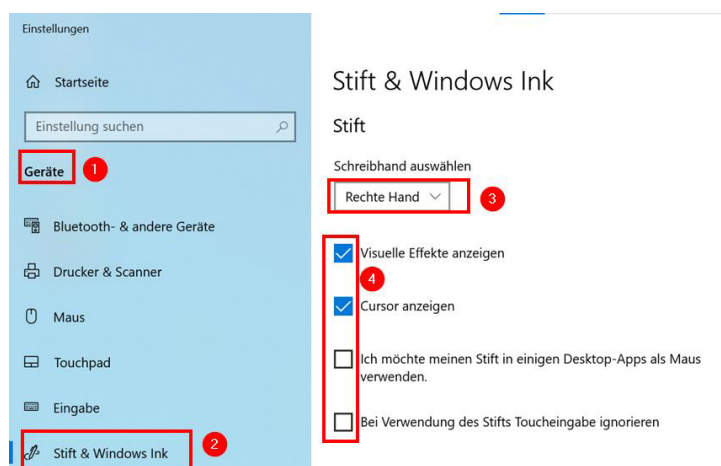 Einstellungen
Startseite
Einstellung suchen
Geräte
1
Bluetooth- & andere Geräte
Drucker & Scanner
Maus
Touchpad
Eingabe
Stift & Windows Ink
2
Stift & Windows Ink
Stift
Schreibhand auswählen
Rechte Hand
3
Visuelle Effekte anzeigen
4
Cursor anzeigen
Ich möchte meinen Stift in einigen Desktop-Apps als Maus
verwenden.
Bei Verwendung des Stifts Toucheingabe ignorieren